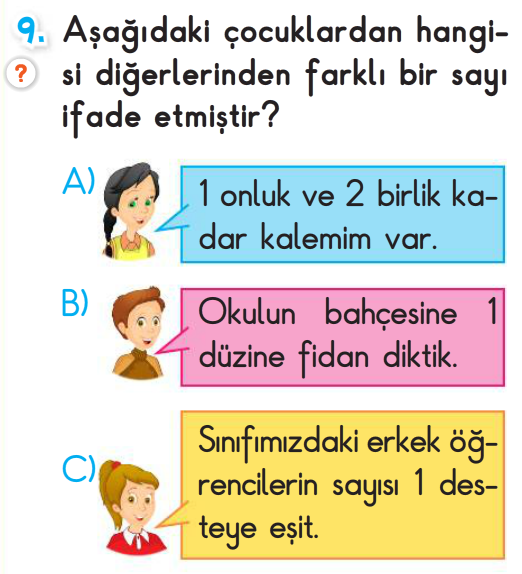 9. Aşağıdaki çocuklardan hangi-
? si diğerlerinden farklı bir sayı
ifade etmiştir?
A) 1 onluk ve 2 birlik ka-
dar kalemim var.
B) Okulun bahçesine 1
düzine fidan diktik.
C) Sınıfımızdaki erkek öğ-
rencilerin sayısı 1 des-
teye eşit.